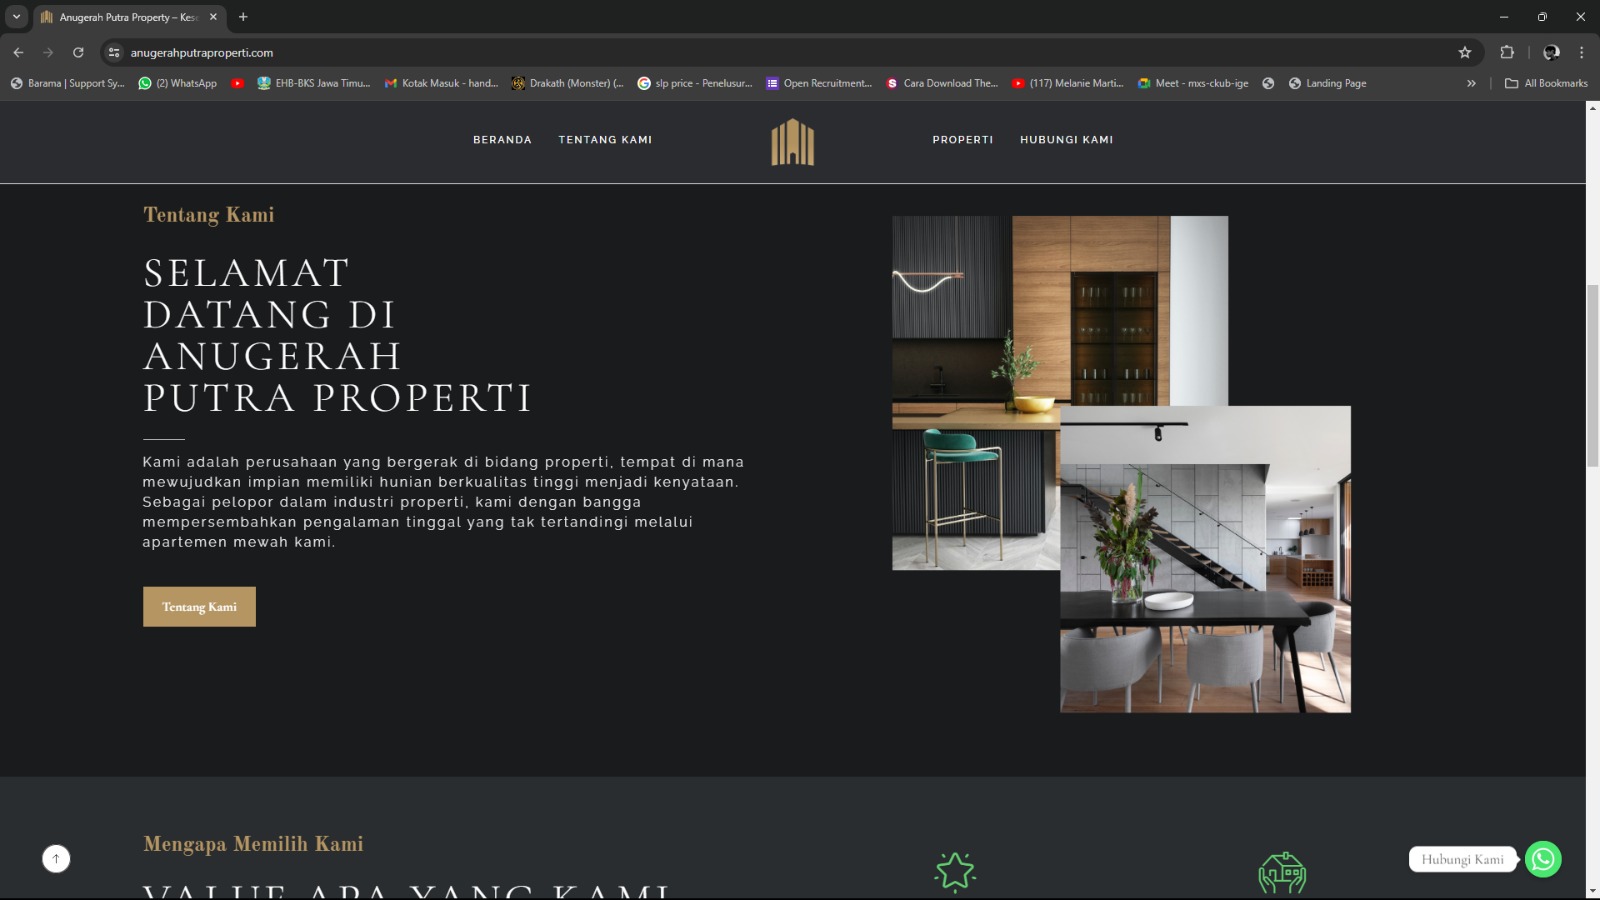 Anugerah Putra Property – Kes
anugerahputraproperti.com
Barama | Support Sy... (2) WhatsApp EHB-BKS Jawa Timu... Kotak Masuk - hand... Drakath (Monster) (... slp price - Penelusur... Open Recruitment... Cara Download The... (117) Melanie Marti... Meet - mxs-ckub-ige Landing Page » All Bookmarks
BERANDA TENTANG KAMI PROPERTI HUBUNGI KAMI
Tentang Kami
SELAMAT
DATANG DI
ANUGERAH
PUTRA PROPERTI
Kami adalah perusahaan yang bergerak di bidang properti, tempat di mana
mewujudkan impian memiliki hunian berkualitas tinggi menjadi kenyataan.
Sebagai pelopor dalam industri properti, kami dengan bangga
mempersembahkan pengalaman tinggal yang tak tertandingi melalui
apartemen mewah kami.
Tentang Kami
Mengapa Memilih Kami
VALUE APA YANG KAMI
Hubungi Kami